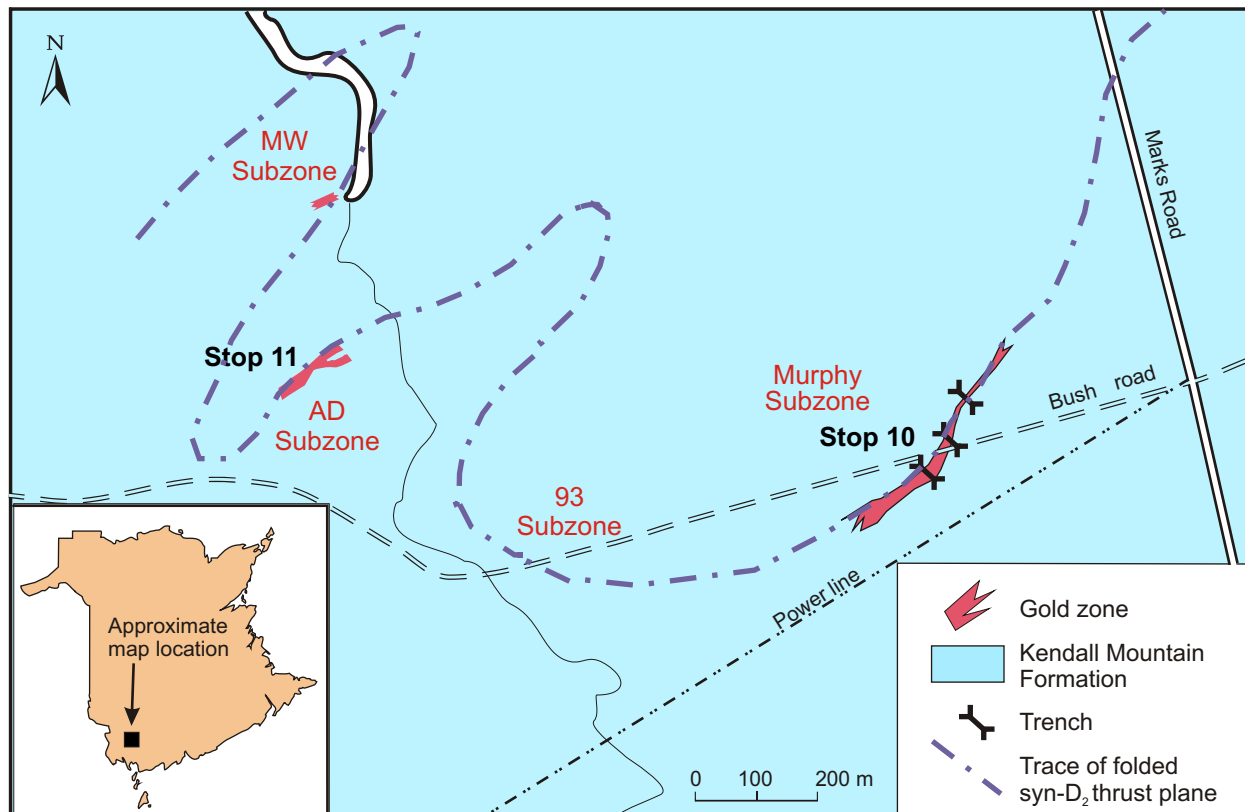 N
MW
Subzone
Marks Road
Stop 11
AD
Subzone
Murphy
Subzone
Stop 10
Bush road
93
Subzone
Power line
Approximate
map location
0 100 200 m
Gold zone
Kendall Mountain
Formation
Trench
Trace of folded
syn-D₂ thrust plane